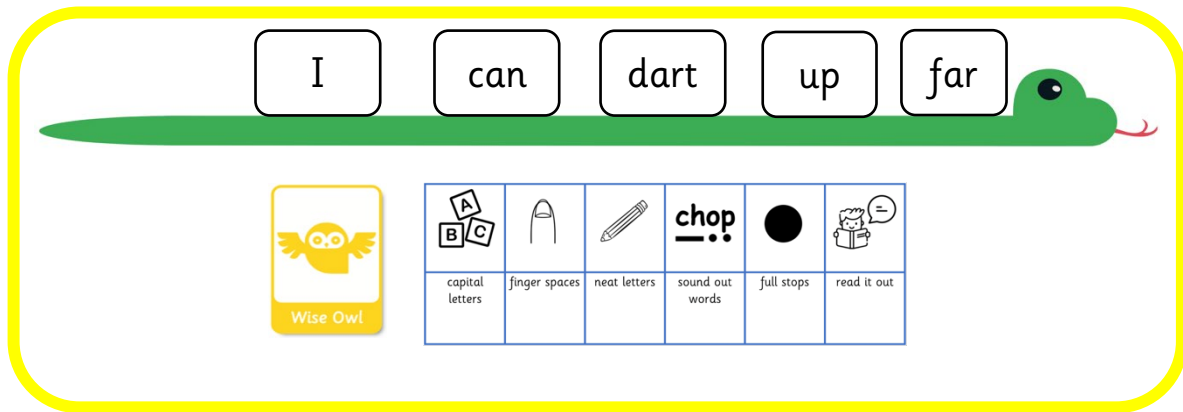 I can dart up far
A
B C
chop
capital letters
finger spaces
neat letters
sound out words
full stops
read it out
Wise Owl